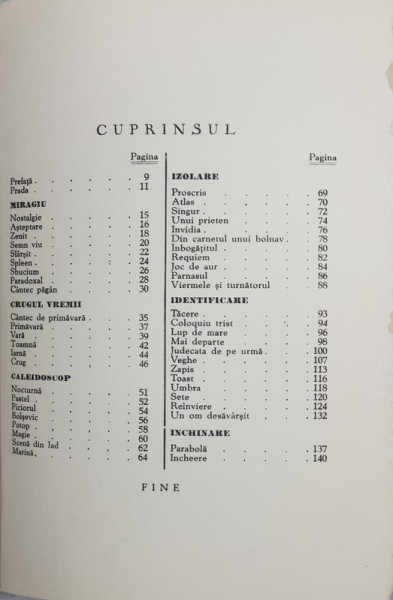 CUPRINSUL
Pagina
Prefață . . . . . . 9
Prada . . . . . . 11
MIRAGIU
Nostalgie . . . . . 15
Așteptare . . . . . 16
Zenit . . . . . . 18
Semn viu . . . . . 20
Sfârșit . . . . . . 22
Spleen . . . . . . 24
Sbucium . . . . . 26
Paradoxal . . . . . 28
Cântec păgân . . . . 30
CRUGUL VREMII
Cântec de primăvară . . . 35
Primăvară . . . . . 37
Vară . . . . . . 39
Toamnă . . . . . 42
Iarnă . . . . . . 44
Crug . . . . . . 46
CALEIDOSCOP
Nocturnă . . . . . 51
Pastel . . . . . . 52
Piciorul . . . . . 54
Bolșevic . . . . . 56
Potop . . . . . . 58
Magie . . . . . . 60
Scenă din Iad . . . . 62
Marină . . . . . . 64
Pagina
IZOLARE
Proscris . . . . . 69
Atlas . . . . . . 70
Singur . . . . . . 72
Unui prieten . . . . 74
Invidia . . . . . 76
Din carnetul unui bolnav . 78
Inbogățitul . . . . 80
Requiem . . . . . 82
Joc de aur . . . . 84
Parnasul . . . . . 86
Viermele și turnătorul . . 88
IDENTIFICARE
Tăcere . . . . . 93
Coloquiu trist . . . . 94
Lup de mare . . . . 96
Mai departe . . . . 98
Judecata de pe urmă . . . 100
Veghe . . . . . . 107
Zapis . . . . . . 113
Toast . . . . . . 116
Umbra . . . . . 118
Sete . . . . . . 120
Reînviere . . . . . 124
Un om desăvârșit . . . 132
INCHINARE
Parabolă . . . . . 137
Incheere . . . . . 140
FINE